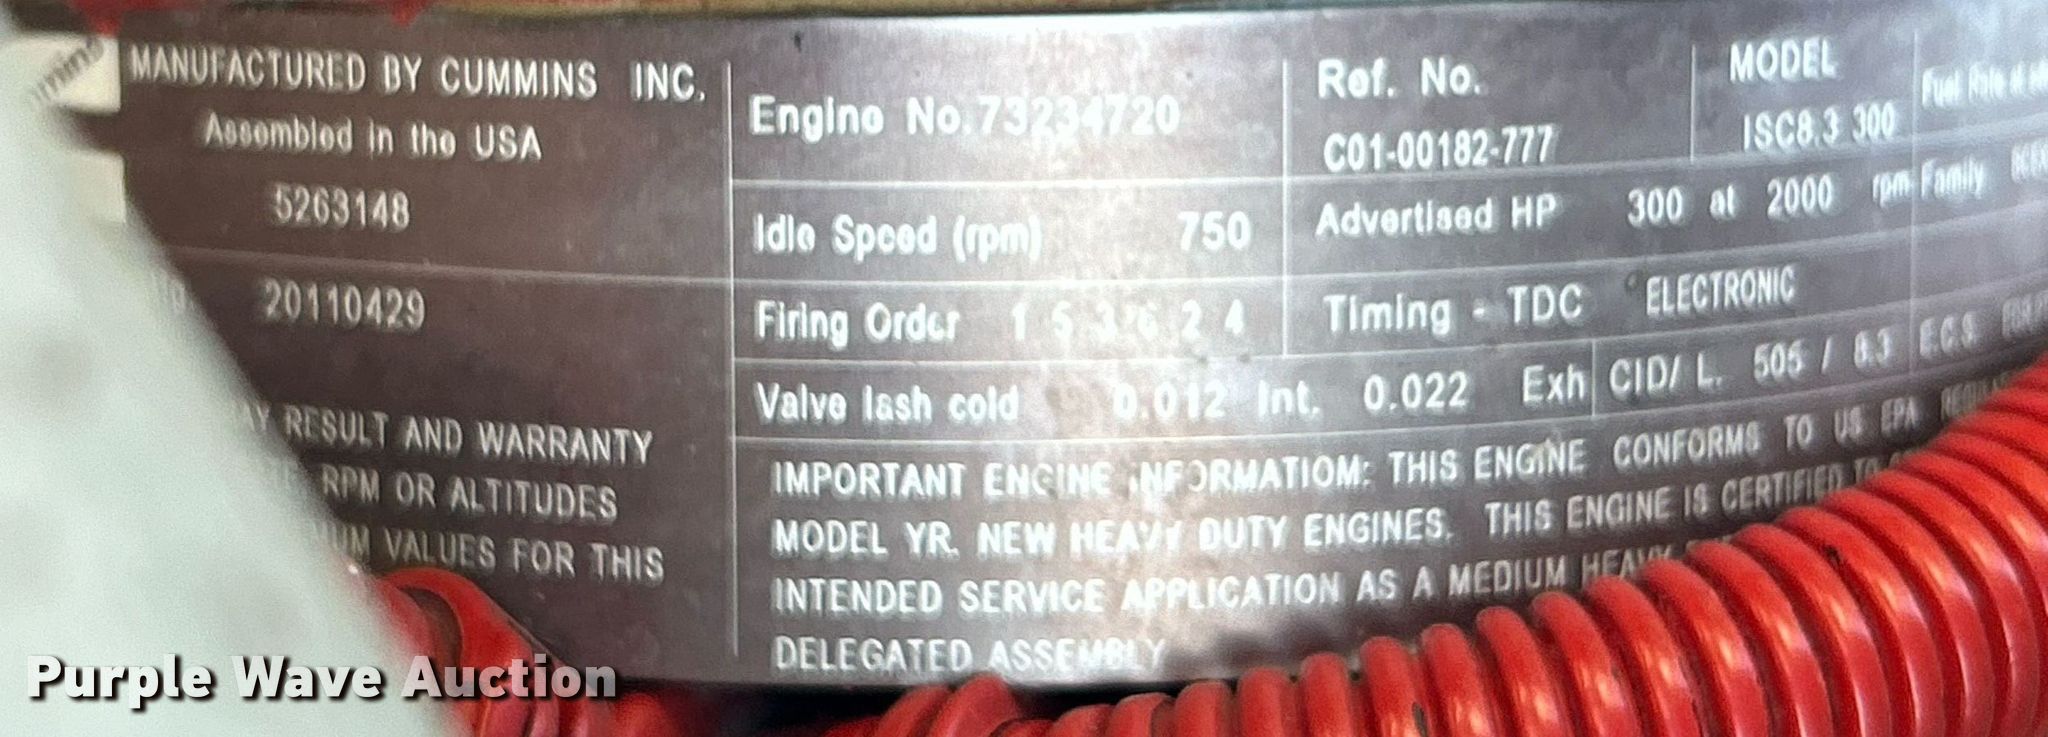 MANUFACTURED BY CUMMINS INC.
Assembled in the USA
5263148
20110429
RESULT AND WARRANTY
RPM OR ALTITUDES
VALUES FOR THIS
Engine No. 73234720
Idle Speed (rpm) 750
Firing Order 1 5 3 6 2 4
Valve lash cold 0.012 Int. 0.022 Exh
Ref. No.
C01-00182-777
MODEL
ISC8.3 300
Fuel Rate at
Advertised HP 300 at 2000 rpm
Family
Timing - TDC ELECTRONIC
CID/ L. 505 / 8.3
E.C.S.
IMPORTANT ENGINE INFORMATIOM: THIS ENGINE CONFORMS TO US EPA
MODEL YR. NEW HEAVY DUTY ENGINES. THIS ENGINE IS CERTIFIED TO
INTENDED SERVICE APPLICATION AS A MEDIUM HEAVY
DELEGATED ASSEMBLY
Purple Wave Auction